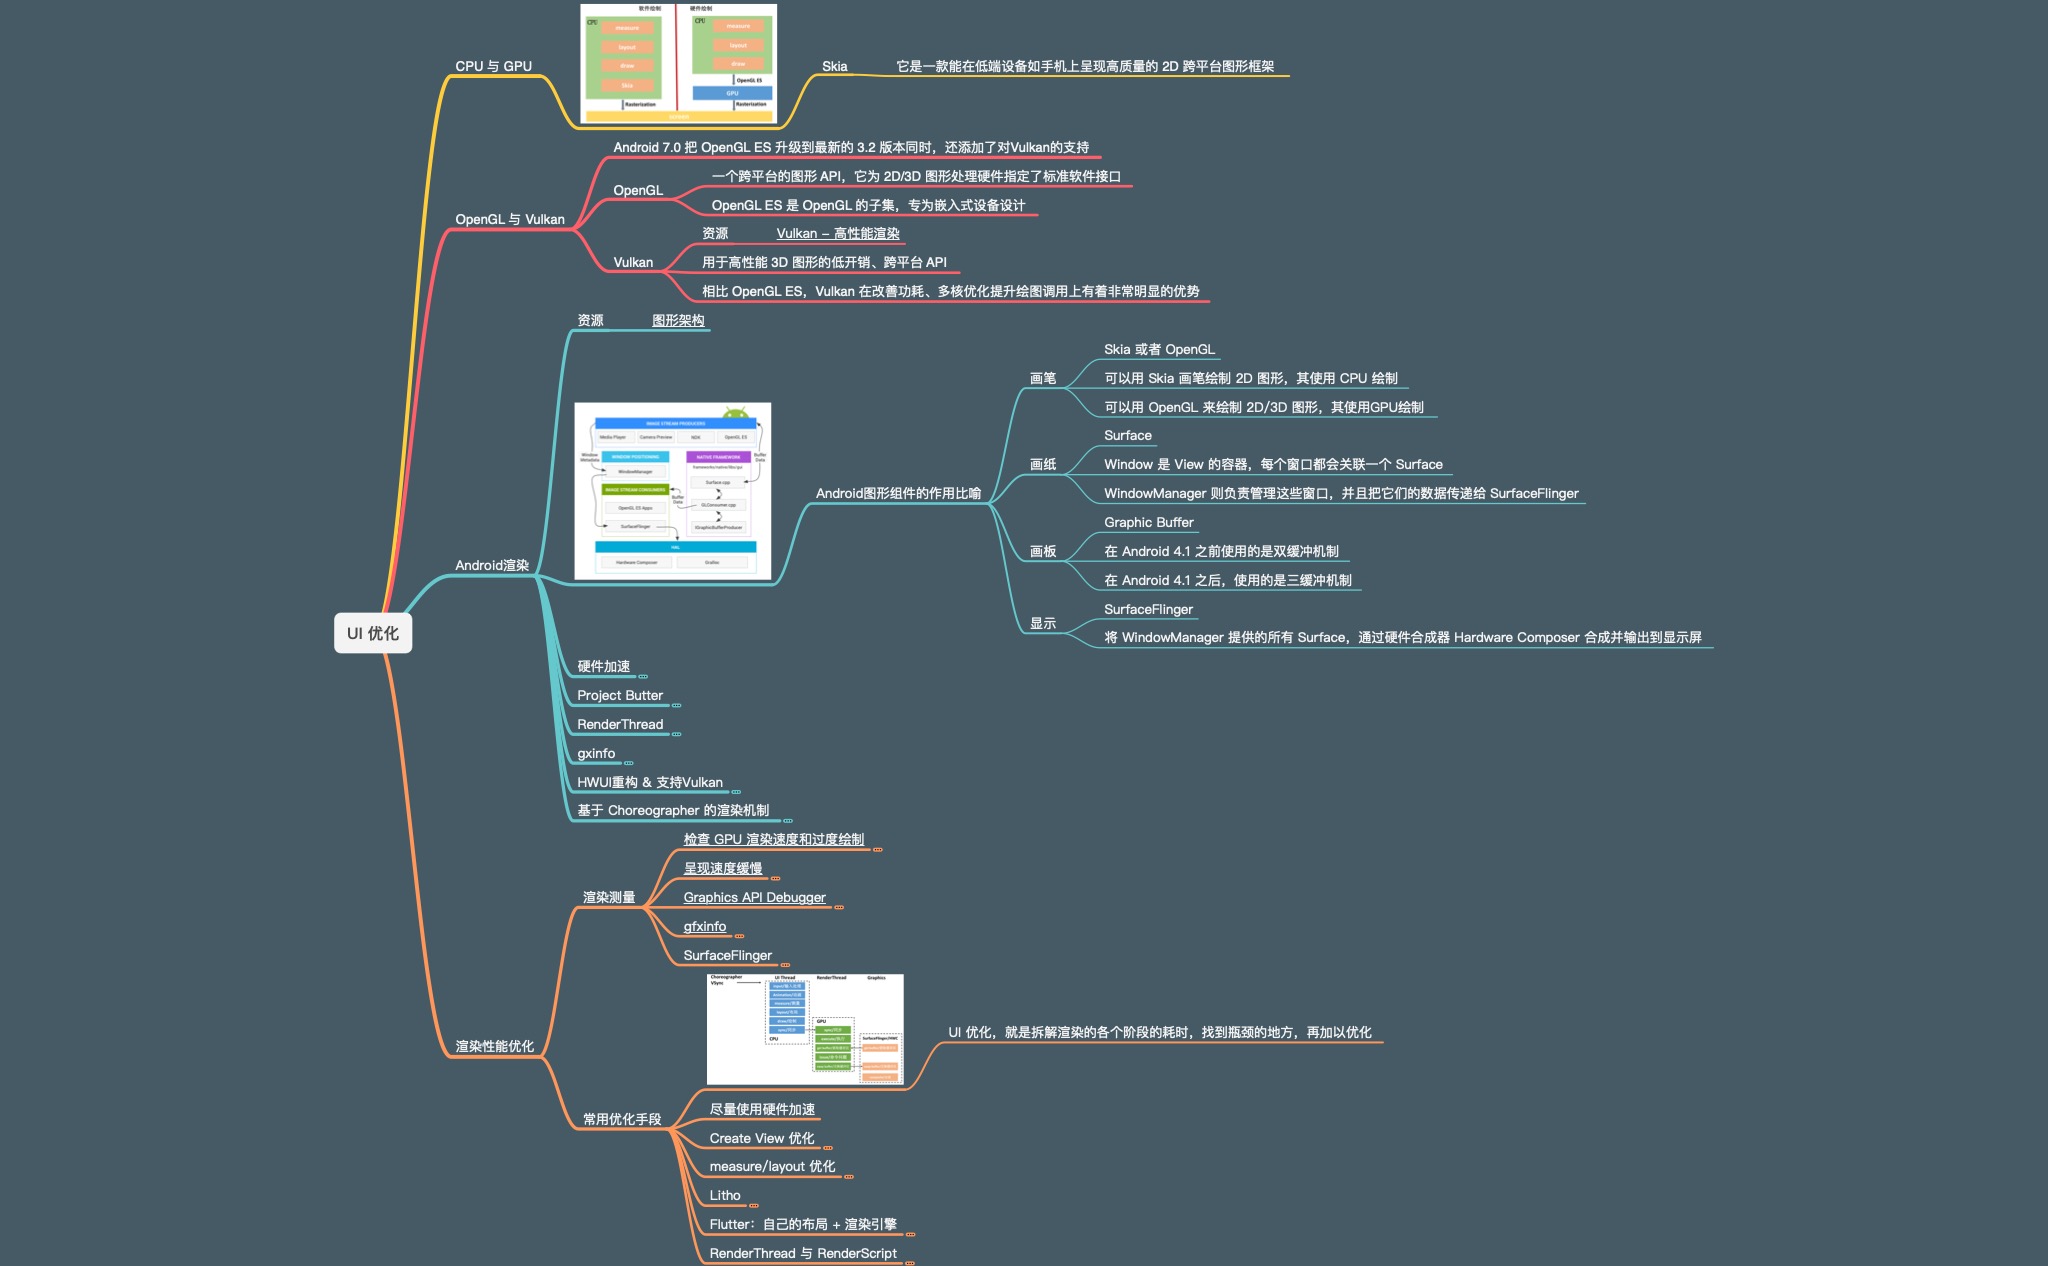 UI 优化
CPU 与 GPU
软件绘制
硬件绘制
CPU
measure
layout
draw
Skia
Rasterization
CPU
measure
layout
draw
OpenGL ES
GPU
Rasterization
Skia
它是一款能在低端设备如手机上呈现高质量的 2D 跨平台图形框架
OpenGL 与 Vulkan
Android 7.0 把 OpenGL ES 升级到最新的 3.2 版本同时，还添加了对Vulkan的支持
OpenGL
一个跨平台的图形 API，它为 2D/3D 图形处理硬件指定了标准软件接口
OpenGL ES 是 OpenGL 的子集，专为嵌入式设备设计
Vulkan
资源
Vulkan - 高性能渲染
用于高性能 3D 图形的低开销、跨平台 API
相比 OpenGL ES，Vulkan 在改善功耗、多核优化提升绘图调用上有着非常明显的优势
Android渲染
资源
图形架构
IMAGE STREAM PRODUCERS
Media Player
Camera Preview
NDK
OpenGL ES
Window Metadata
Buffer Data
WINDOW POSITIONING
WindowManager
NATIVE FRAMEWORK
frameworks/native/libs/gui
Surface.cpp
IMAGE STREAM CONSUMERS
Buffer Data
OpenGL ES Apps
GLConsumer.cpp
SurfaceFlinger
IGraphicBufferProducer
HAL
Hardware Composer
Gralloc
Android图形组件的作用比喻
画笔
Skia 或者 OpenGL
可以用 Skia 画笔绘制 2D 图形，其使用 CPU 绘制
可以用 OpenGL 来绘制 2D/3D 图形，其使用GPU绘制
画纸
Surface
Window 是 View 的容器，每个窗口都会关联一个 Surface
WindowManager 则负责管理这些窗口，并且把它们的数据传递给 SurfaceFlinger
画板
Graphic Buffer
在 Android 4.1 之前使用的是双缓冲机制
在 Android 4.1 之后，使用的是三缓冲机制
显示
SurfaceFlinger
将 WindowManager 提供的所有 Surface，通过硬件合成器 Hardware Composer 合成并输出到显示屏
硬件加速
Project Butter
RenderThread
gxinfo
HWUI重构 & 支持Vulkan
基于 Choreographer 的渲染机制
渲染性能优化
渲染测量
检查 GPU 渲染速度和过度绘制
呈现速度缓慢
Graphics API Debugger
gfxinfo
SurfaceFlinger
常用优化手段
Choreographer
UI Thread
RenderThread
Graphics
VSync
CPU
GPU
SurfaceFlinger/HWC
UI 优化，就是拆解渲染的各个阶段的耗时，找到瓶颈的地方，再加以优化
尽量使用硬件加速
Create View 优化
measure/layout 优化
Litho
Flutter：自己的布局 + 渲染引擎
RenderThread 与 RenderScript